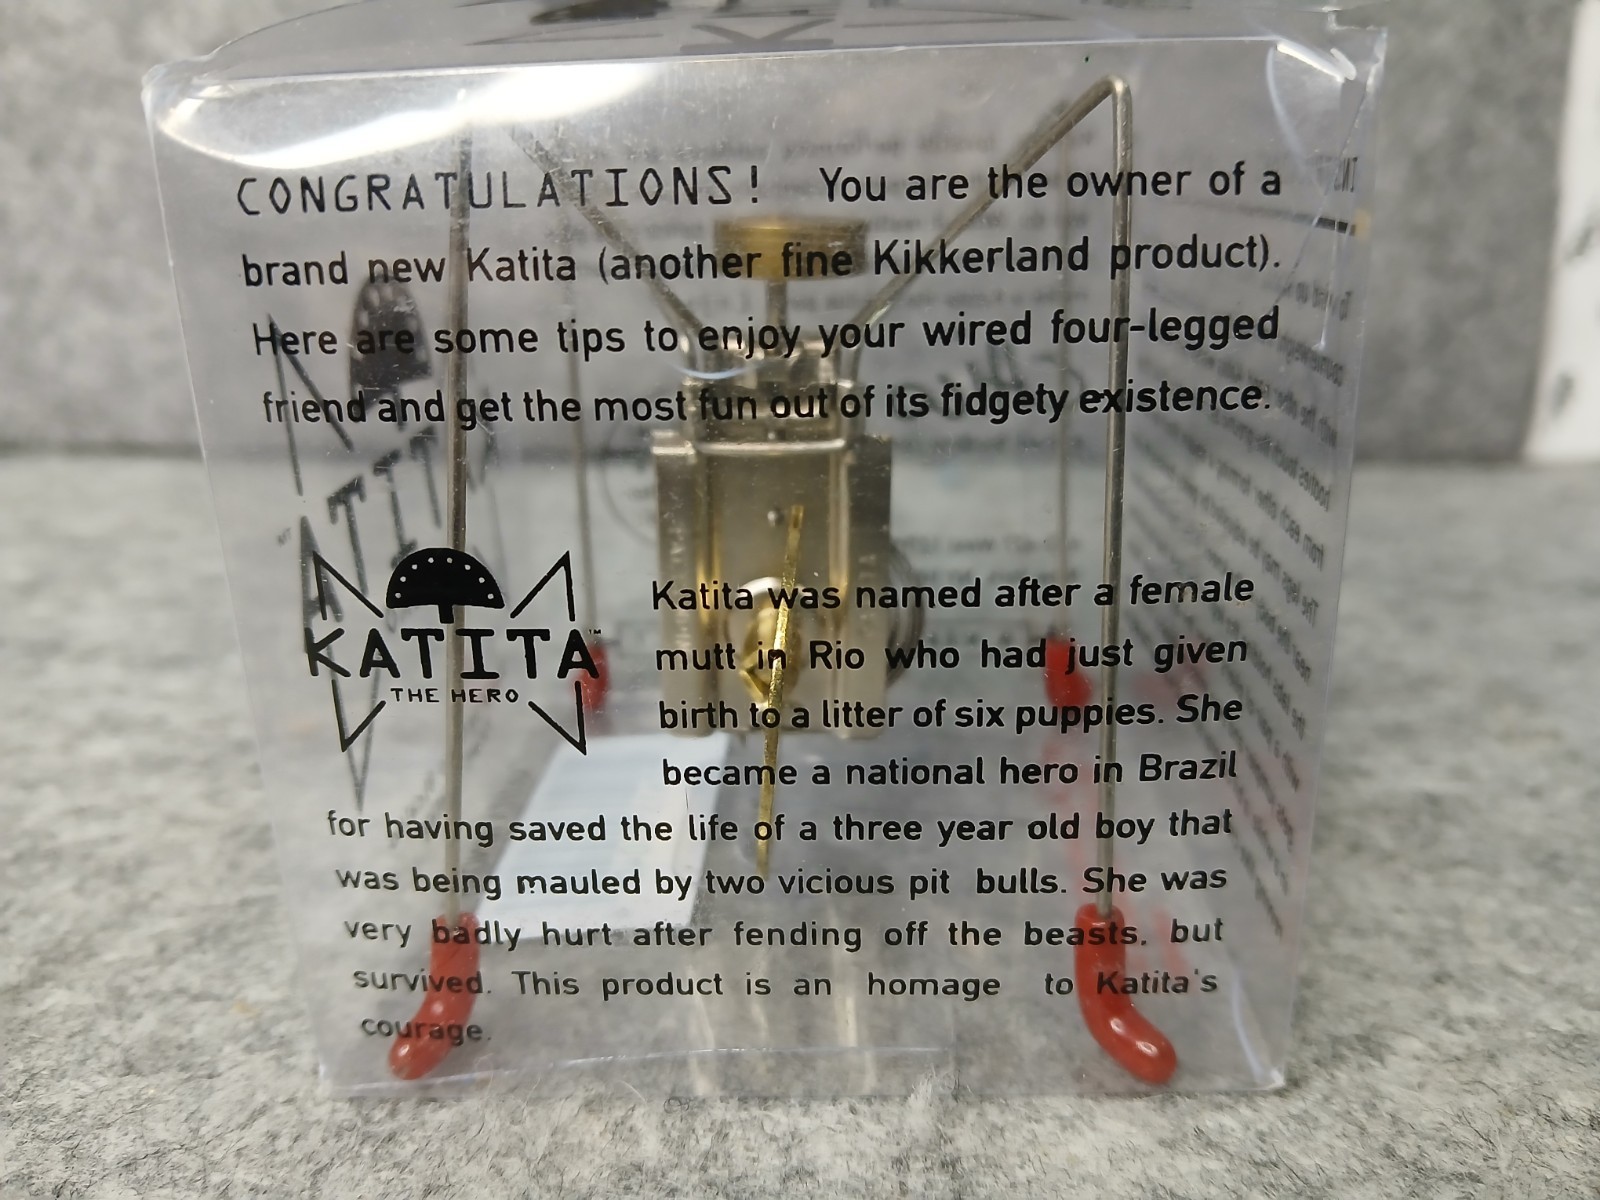 CONGRATULATIONS! You are the owner of a
brand new Katita (another fine Kikkerland product).
Here are some tips to enjoy your wired four-legged
friend and get the most fun out of its fidgety existence.
KATITA™
THE HERO
Katita was named after a female
mutt in Rio who had just given
birth to a litter of six puppies. She
became a national hero in Brazil
for having saved the life of a three year old boy that
was being mauled by two vicious pit bulls. She was
very badly hurt after fending off the beasts, but
survived. This product is an homage to Katita's
courage.